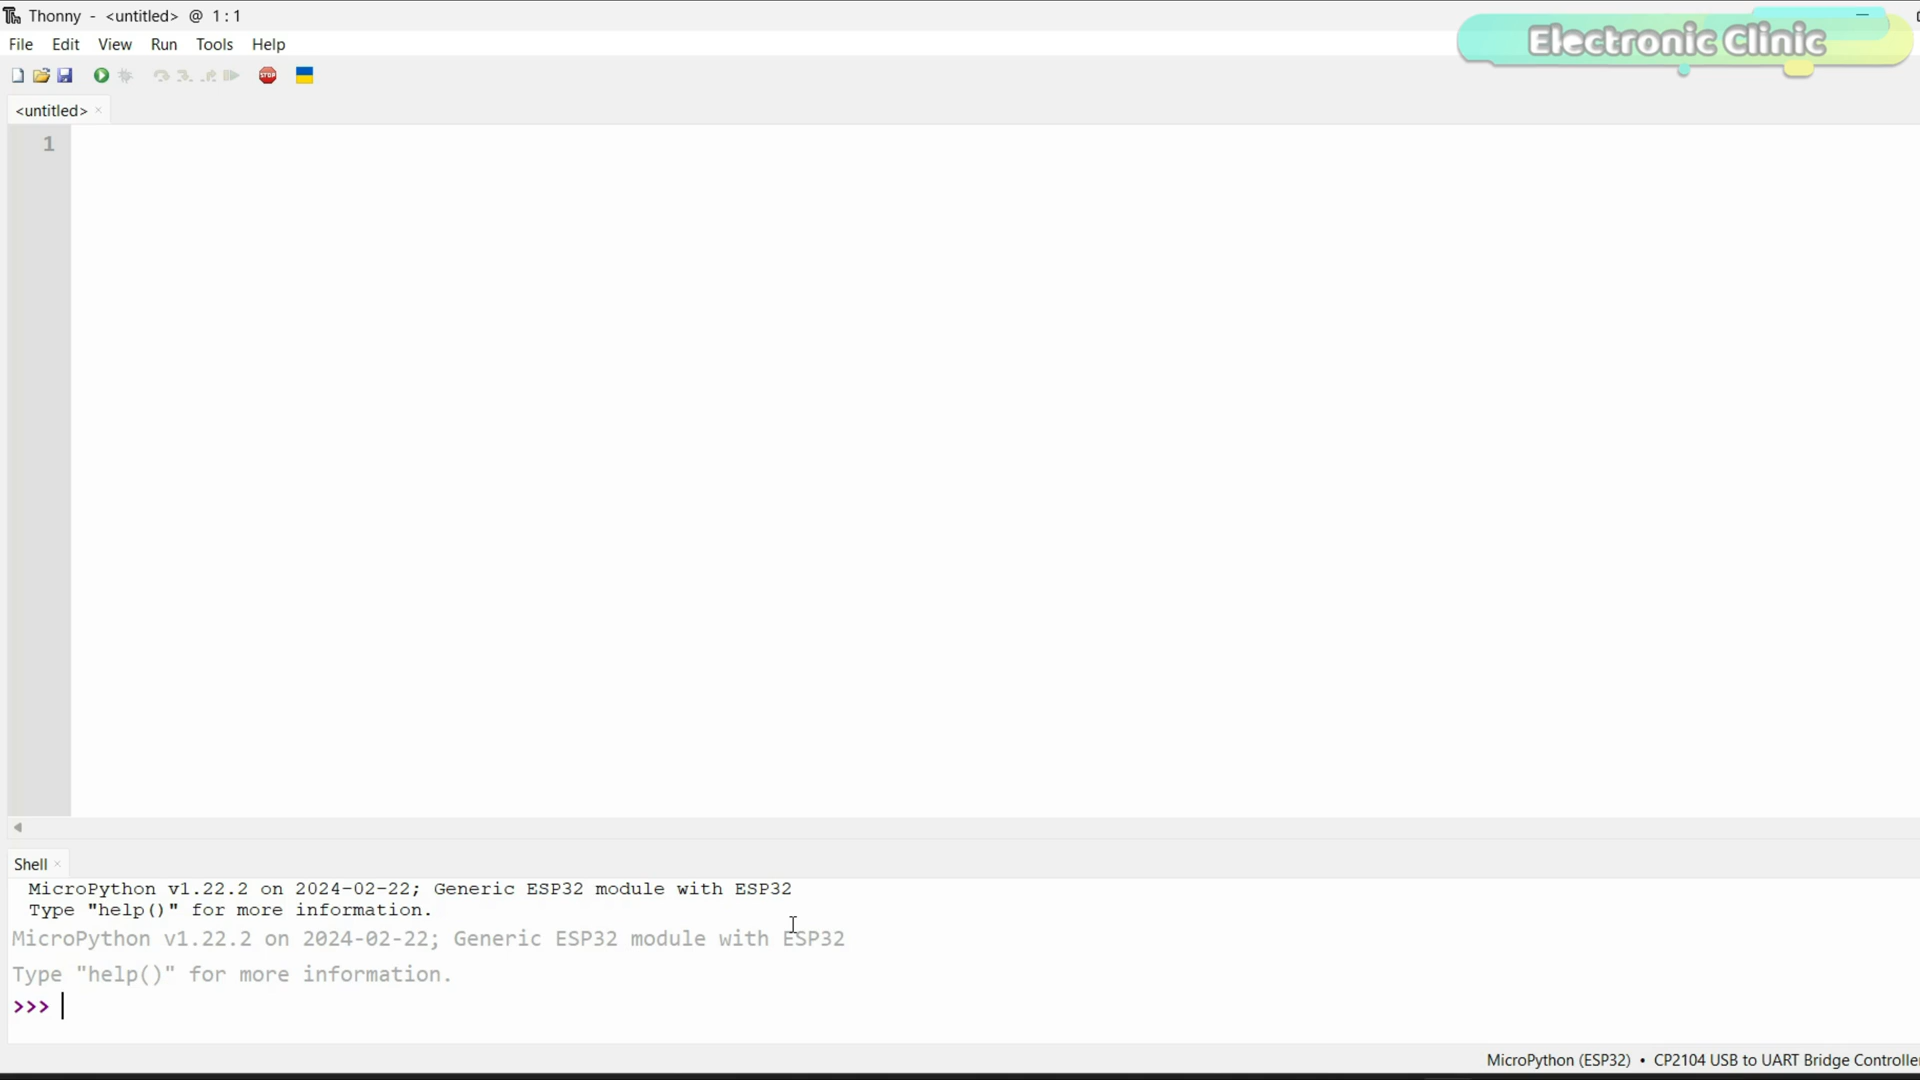 Thonny - <untitled> @ 1:1
File Edit View Run Tools Help
Electronic Clinic
STOP
<untitled> ×
1
Shell ×
MicroPython v1.22.2 on 2024-02-22; Generic ESP32 module with ESP32
Type "help()" for more information.
MicroPython v1.22.2 on 2024-02-22; Generic ESP32 module with ESP32
Type "help()" for more information.
>>>
MicroPython (ESP32) • CP2104 USB to UART Bridge Controlle